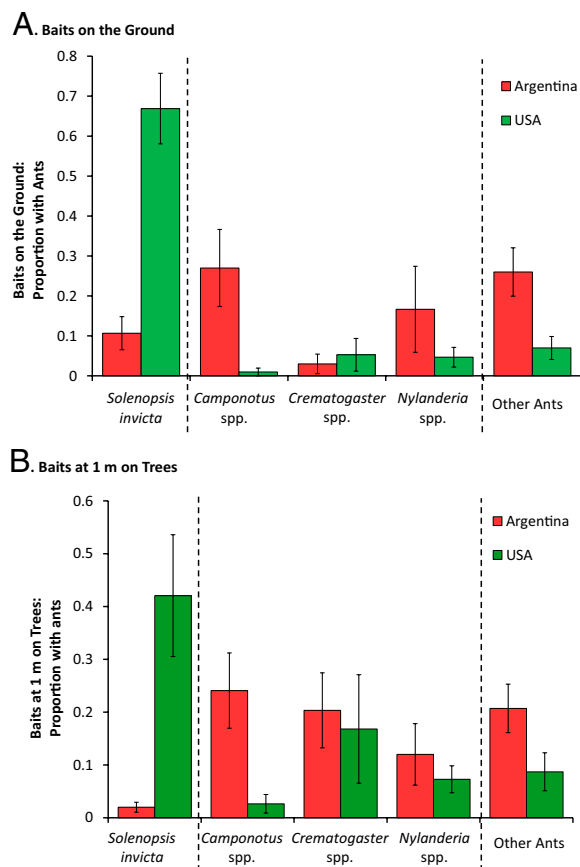 A. Baits on the Ground
Baits on the Ground:
Proportion with Ants
0.8
0.7
0.6
0.5
0.4
0.3
0.2
0.1
0
Argentina
USA
Solenopsis Camponotus Crematogaster Nylanderia Other Ants
invicta spp. spp. spp.
B. Baits at 1 m on Trees
Baits at 1 m on Trees:
Proportion with ants
0.6
0.5
0.4
0.3
0.2
0.1
0
Argentina
USA
Solenopsis Camponotus Crematogaster Nylanderia Other Ants
invicta spp. spp. spp.